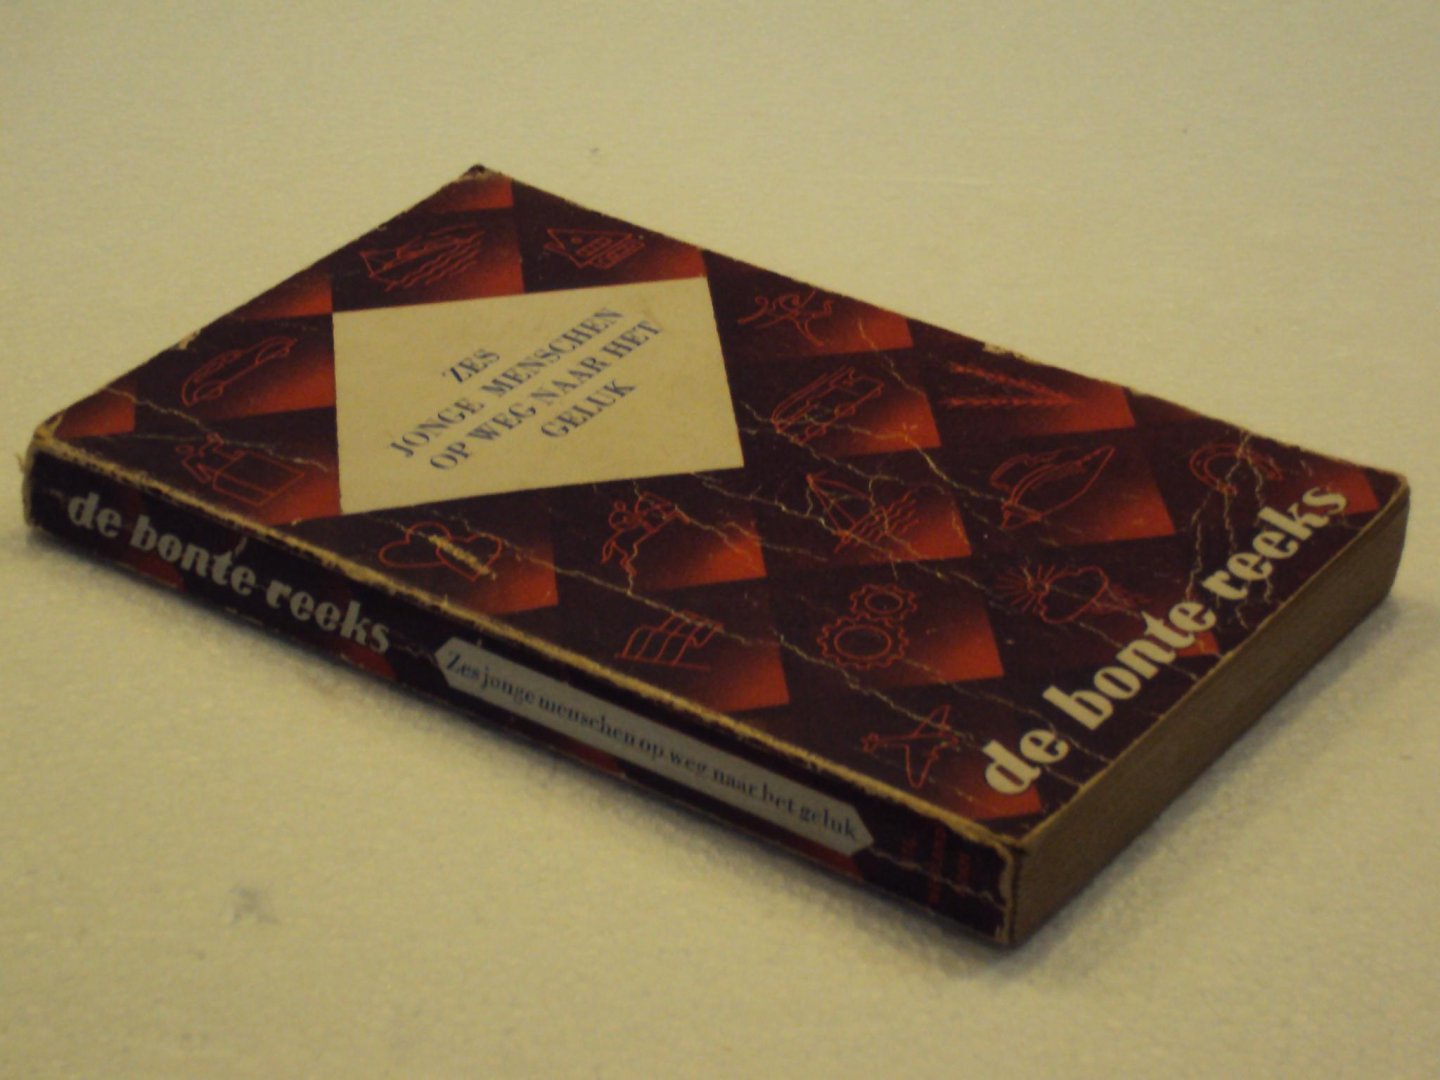 ZES
JONGE MENSCHEN
OP WEG NAAR HET
GELUK
de bonte reeks
de bonte reeks
Zes jonge menschen op weg naar het geluk